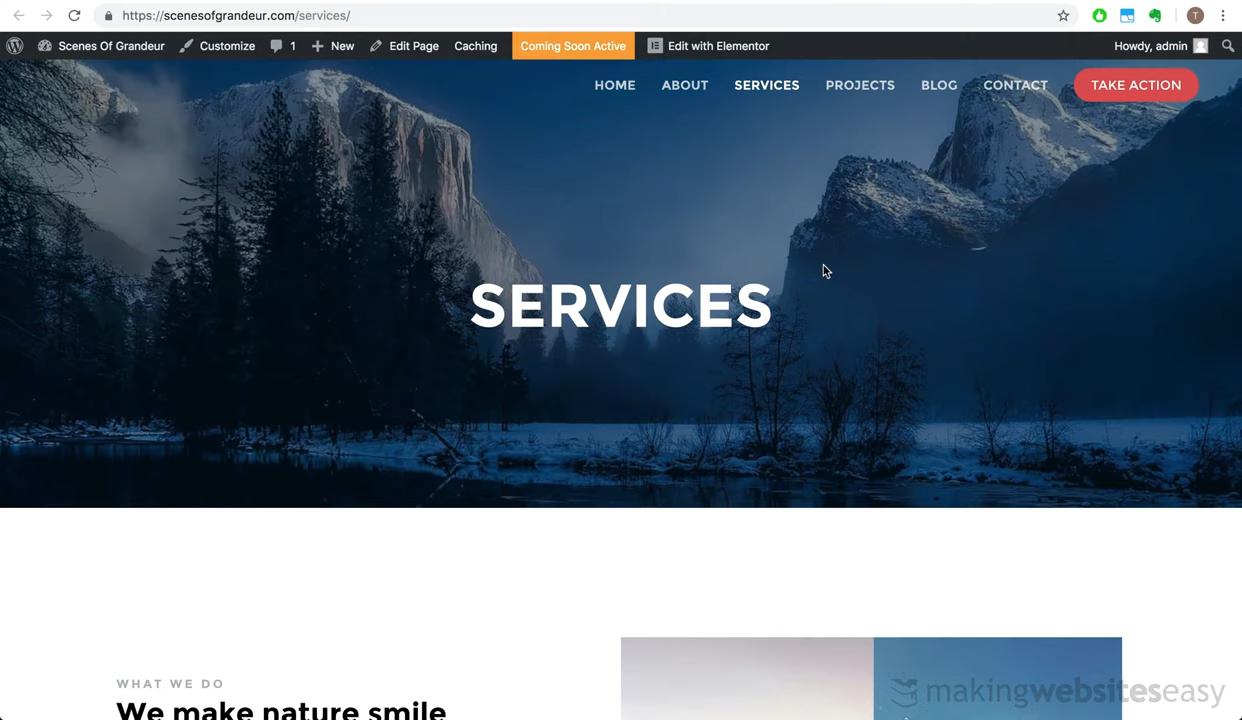 https://scenesofgrandeur.com/services/
T
Scenes Of Grandeur Customize 1 New Edit Page Caching Coming Soon Active Edit with Elementor Howdy, admin
HOME ABOUT SERVICES PROJECTS BLOG CONTACT TAKE ACTION
SERVICES
WHAT WE DO
We make nature smile
makingwebsiteseasy